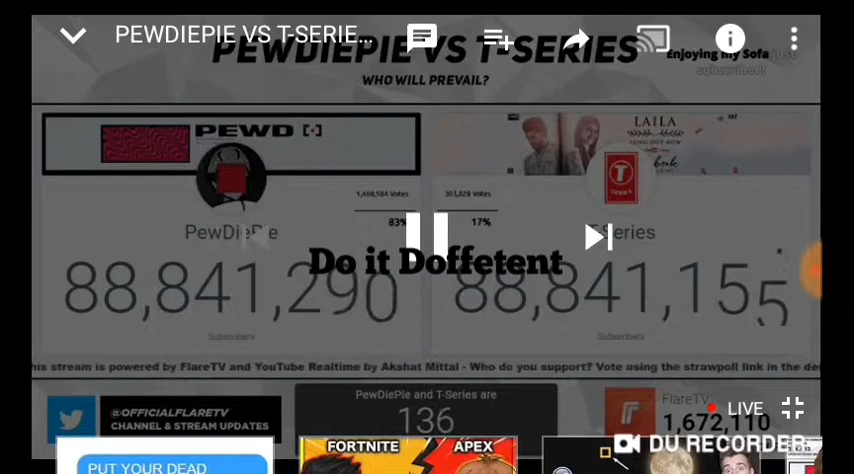 PEWDIEPIE VS T-SERIE...
PEWDIEPIE VS T-SERIES
Enjoying my Sofa just
subscribed!
WHO WILL PREVAIL?
PEWD
LAILA
1,668,584 Votes
303,628 Votes
83%
17%
PewDiePie
T-Series
Do it Doffetent
88,841,290
88,841,155
Subscribers
Subscribers
his stream is powered by FlareTV and YouTube Realtime by Akshat Mittal - Who do you support? Vote using the strawpoll link in the de
@OFFICIALFLARETV
CHANNEL & STREAM UPDATES
PewDiePie and T-Series are
136
FlareTV
1,672,110
LIVE
DU RECORDER
PUT YOUR DEAD
FORTNITE
APEX